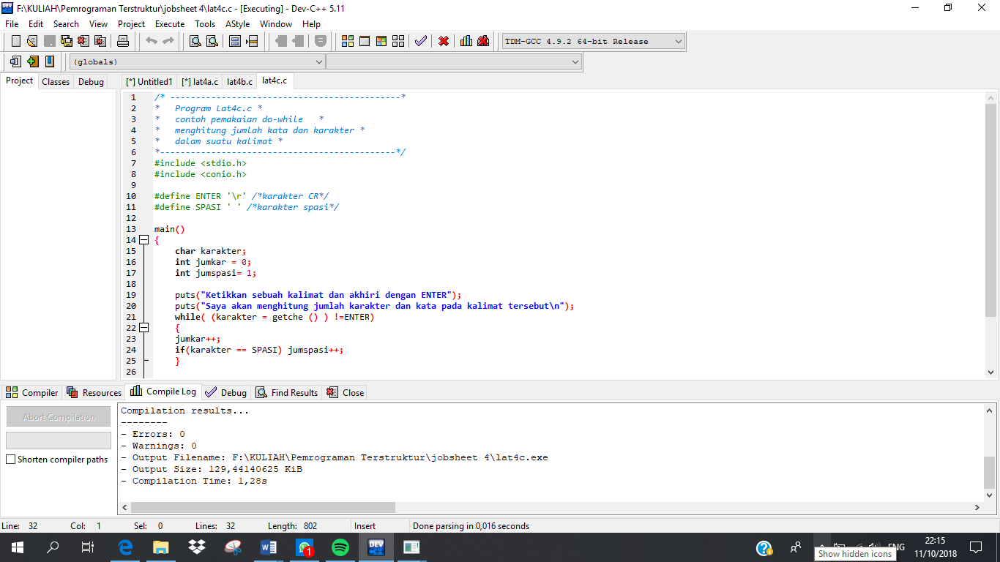 F:\KULIAH\Pemrograman Terstruktur\jobsheet 4\lat4c.c - [Executing] - Dev-C++ 5.11
File Edit Search View Project Execute Tools AStyle Window Help
TDM-GCC 4.9.2 64-bit Release
(globals)
Project Classes Debug [*] Untitled1 [*] lat4a.c lat4b.c lat4c.c
1 /* ---------------------------------------------*
2 * Program Lat4c.c *
3 * contoh pemakaian do-while *
4 * menghitung jumlah kata dan karakter *
5 * dalam suatu kalimat *
6 *----------------------------------------------*/
7 #include <stdio.h>
8 #include <conio.h>
9
10 #define ENTER '\r' /*karakter CR*/
11 #define SPASI ' ' /*karakter spasi*/
12
13 main()
14 {
15 char karakter;
16 int jumkar = 0;
17 int jumspasi= 1;
18
19 puts("Ketikkan sebuah kalimat dan akhiri dengan ENTER");
20 puts("Saya akan menghitung jumlah karakter dan kata pada kalimat tersebut\n");
21 while( (karakter = getche () ) !=ENTER)
22 {
23 jumkar++;
24 if(karakter == SPASI) jumspasi++;
25 }
26
Compiler Resources Compile Log Debug Find Results Close
Abort Compilation
Shorten compiler paths
Compilation results...
--------
- Errors: 0
- Warnings: 0
- Output Filename: F:\KULIAH\Pemrograman Terstruktur\jobsheet 4\lat4c.exe
- Output Size: 129,44140625 KiB
- Compilation Time: 1,28s
Line: 32 Col: 1 Sel: 0 Lines: 32 Length: 802 Insert Done parsing in 0,016 seconds
DEV
1
ENG
22:15
11/10/2018
Show hidden icons